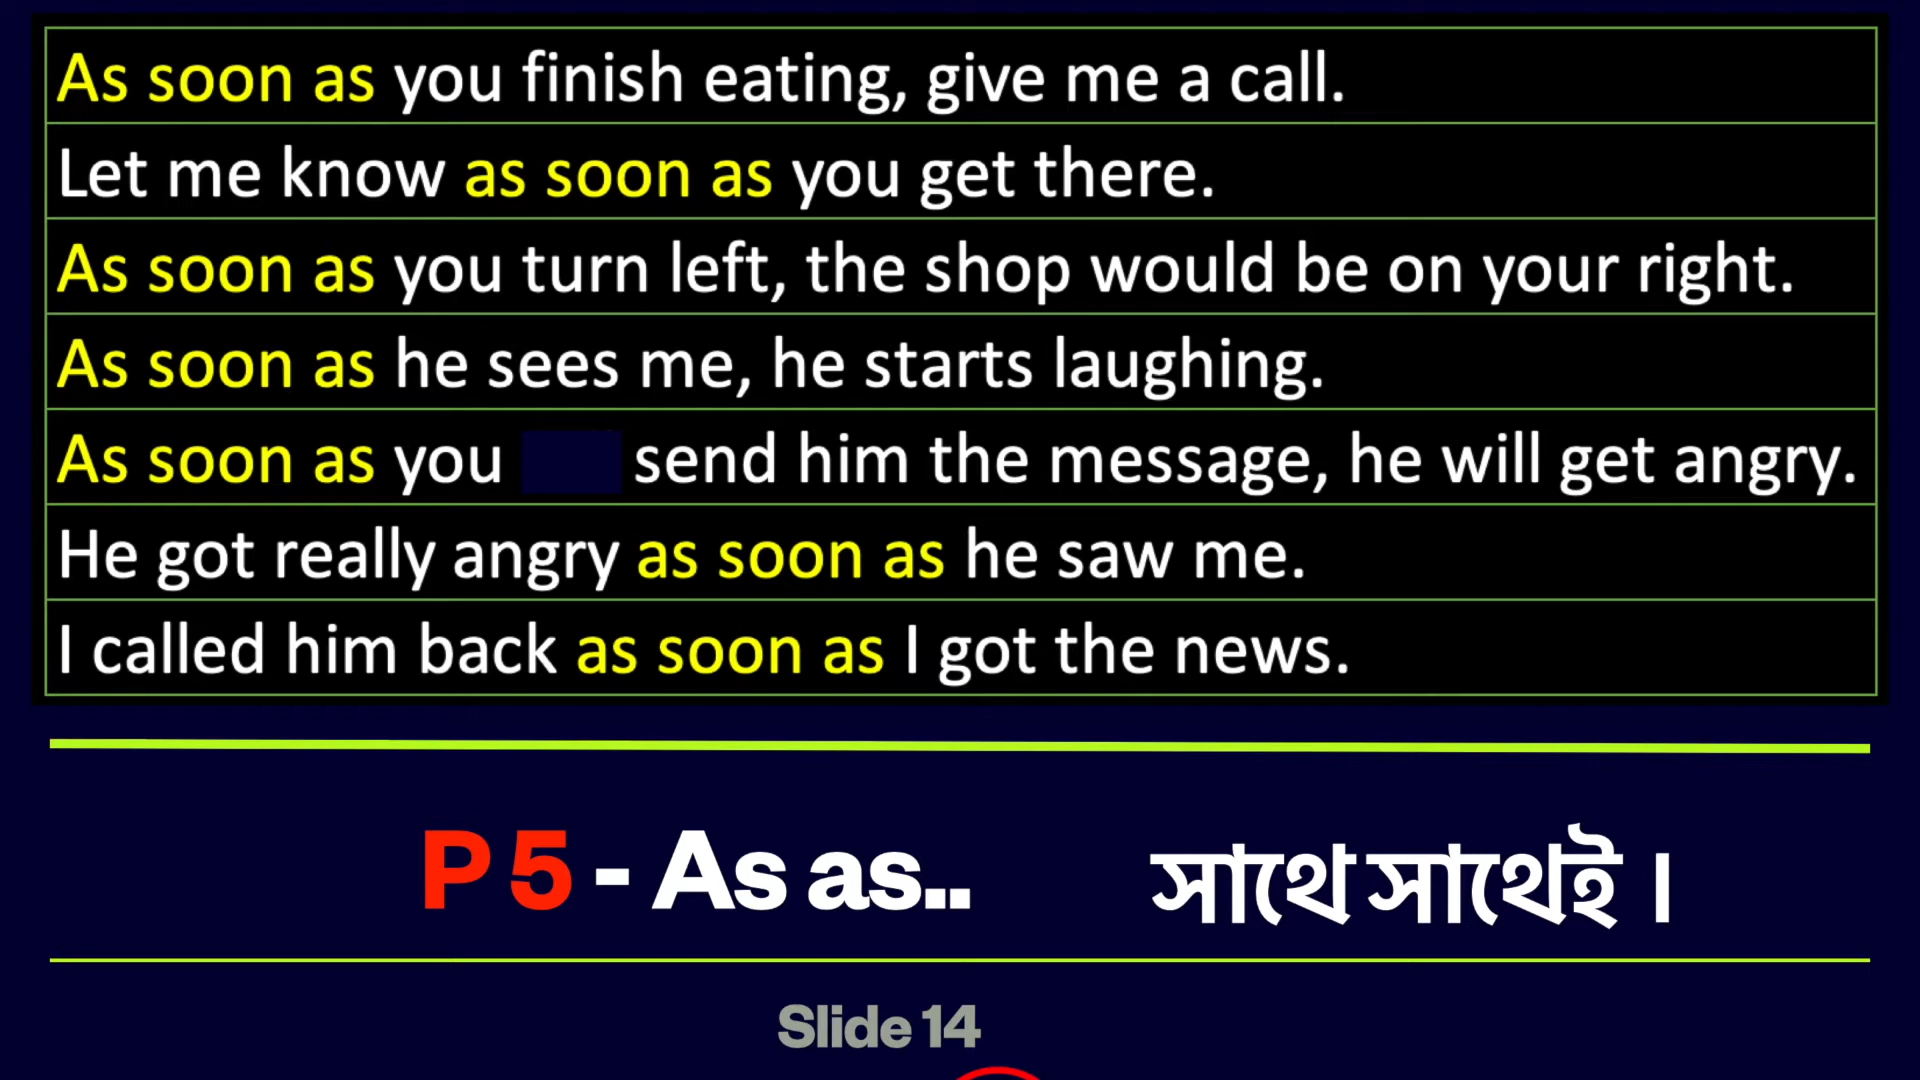 As soon as you finish eating, give me a call.
Let me know as soon as you get there.
As soon as you turn left, the shop would be on your right.
As soon as he sees me, he starts laughing.
As soon as you send him the message, he will get angry.
He got really angry as soon as he saw me.
I called him back as soon as I got the news.
P 5 - As as.. সাথে সাথেই ।
Slide 14